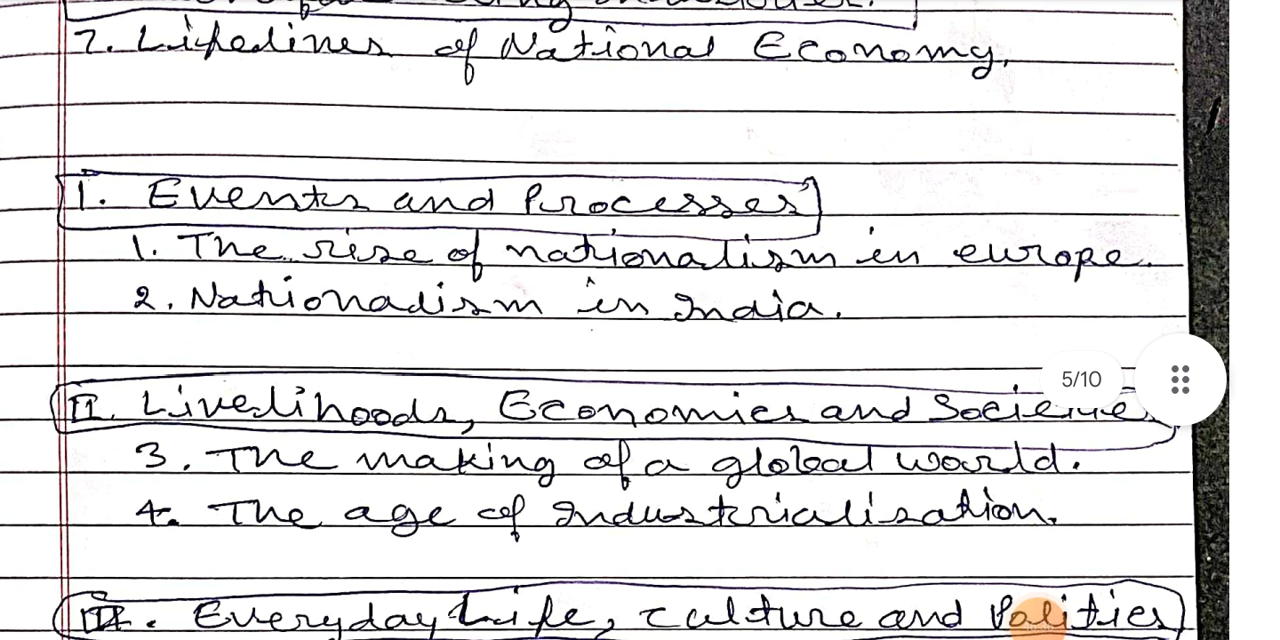 7. Lifelines of National Economy.
I. Events and Processes
1. The rise of nationalism in europe.
2. Nationalism in India.
5/10
II. Livelihoods, Economies and Societies
3. The making of a global world.
4. The age of Industrialisation.
III. Everyday Life, Culture and Politics